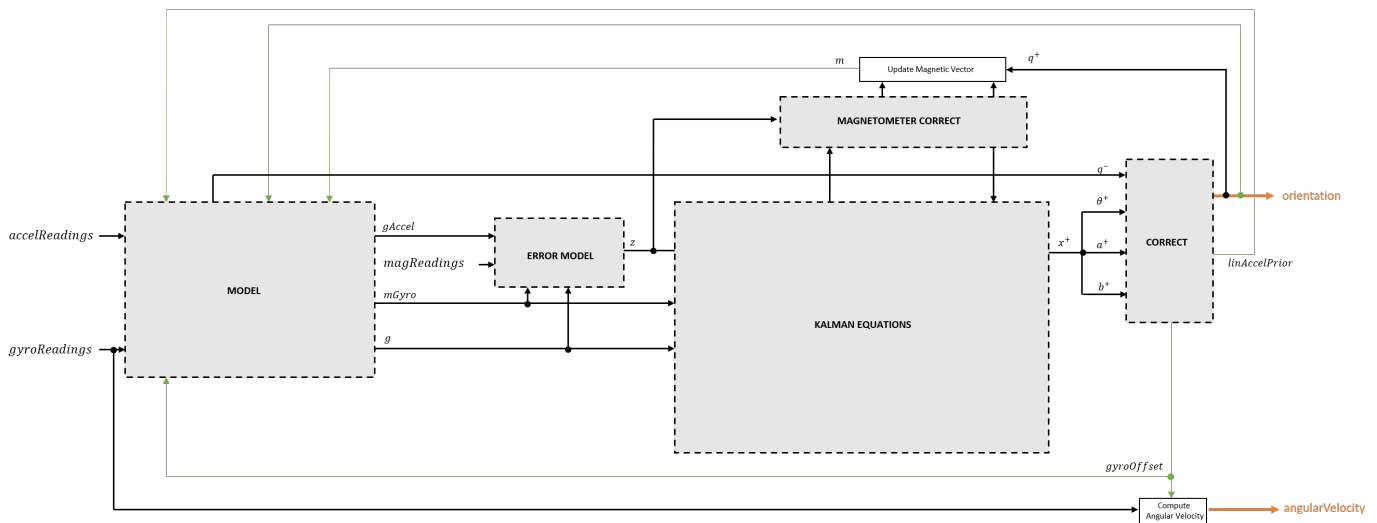 m
Update Magnetic Vector
q⁺
MAGNETOMETER CORRECT
q⁻
orientation
θ⁺
accelReadings
gAccel
z
x⁺
a⁺
CORRECT
magReadings
ERROR MODEL
linAccelPrior
MODEL
mGyro
b⁺
KALMAN EQUATIONS
g
gyroReadings
gyroOffset
Compute
Angular Velocity
angularVelocity